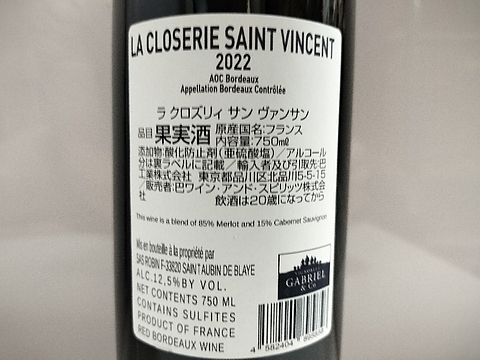 LA CLOSERIE SAINT VINCENT
2022
AOC Bordeaux
Appellation Bordeaux Contrôlée
ラ クロズリィ サン ヴァンサン
品目 果実酒 原産国名:フランス
内容量:750mℓ
添加物:酸化防止剤(亜硫酸塩)/アルコール
分は裏ラベルに記載/輸入者及び引取先:巴
工業株式会社 東京都品川区北品川5-5-15
/販売者:巴ワイン・アンド・スピリッツ株式会
社 飲酒は20歳になってから
This wine is a blend of 85% Merlot and 15% Cabernet Sauvignon
Mis en bouteille à la propriété par
SAS ROBIN F-33820 SAINT AUBIN DE BLAYE
ALC.12,5% BY VOL.
NET CONTENTS 750 ML
CONTAINS SULFITES
PRODUCT OF FRANCE
RED BORDEAUX WINE
GABRIEL
& Co
4 582404